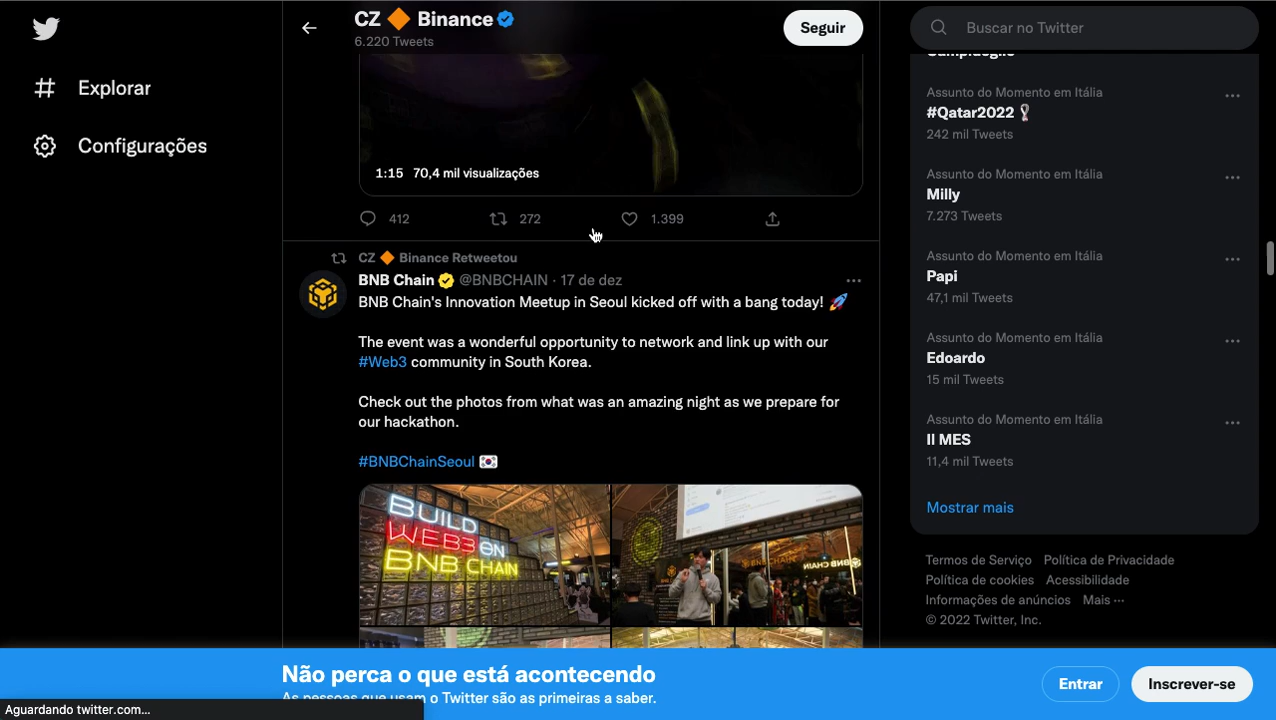 Explorar
Configurações
CZ 🔶 Binance
6.220 Tweets
Seguir
1:15 70,4 mil visualizações
412 272 1.399
CZ 🔶 Binance Retweetou
BNB Chain @BNBCHAIN · 17 de dez
BNB Chain's Innovation Meetup in Seoul kicked off with a bang today! 🚀
The event was a wonderful opportunity to network and link up with our
#Web3 community in South Korea.
Check out the photos from what was an amazing night as we prepare for
our hackathon.
#BNBChainSeoul 🇰🇷
BUILD
WEB3 ON
BNB CHAIN
BNB CHAIN
Buscar no Twitter
Assunto do Momento em Itália
#Qatar2022
242 mil Tweets
Assunto do Momento em Itália
Milly
7.273 Tweets
Assunto do Momento em Itália
Papi
47,1 mil Tweets
Assunto do Momento em Itália
Edoardo
15 mil Tweets
Assunto do Momento em Itália
Il MES
11,4 mil Tweets
Mostrar mais
Termos de Serviço Política de Privacidade
Política de cookies Acessibilidade
Informações de anúncios Mais ···
© 2022 Twitter, Inc.
Não perca o que está acontecendo
As pessoas que usam o Twitter são as primeiras a saber.
Entrar
Inscrever-se
Aguardando twitter.com...